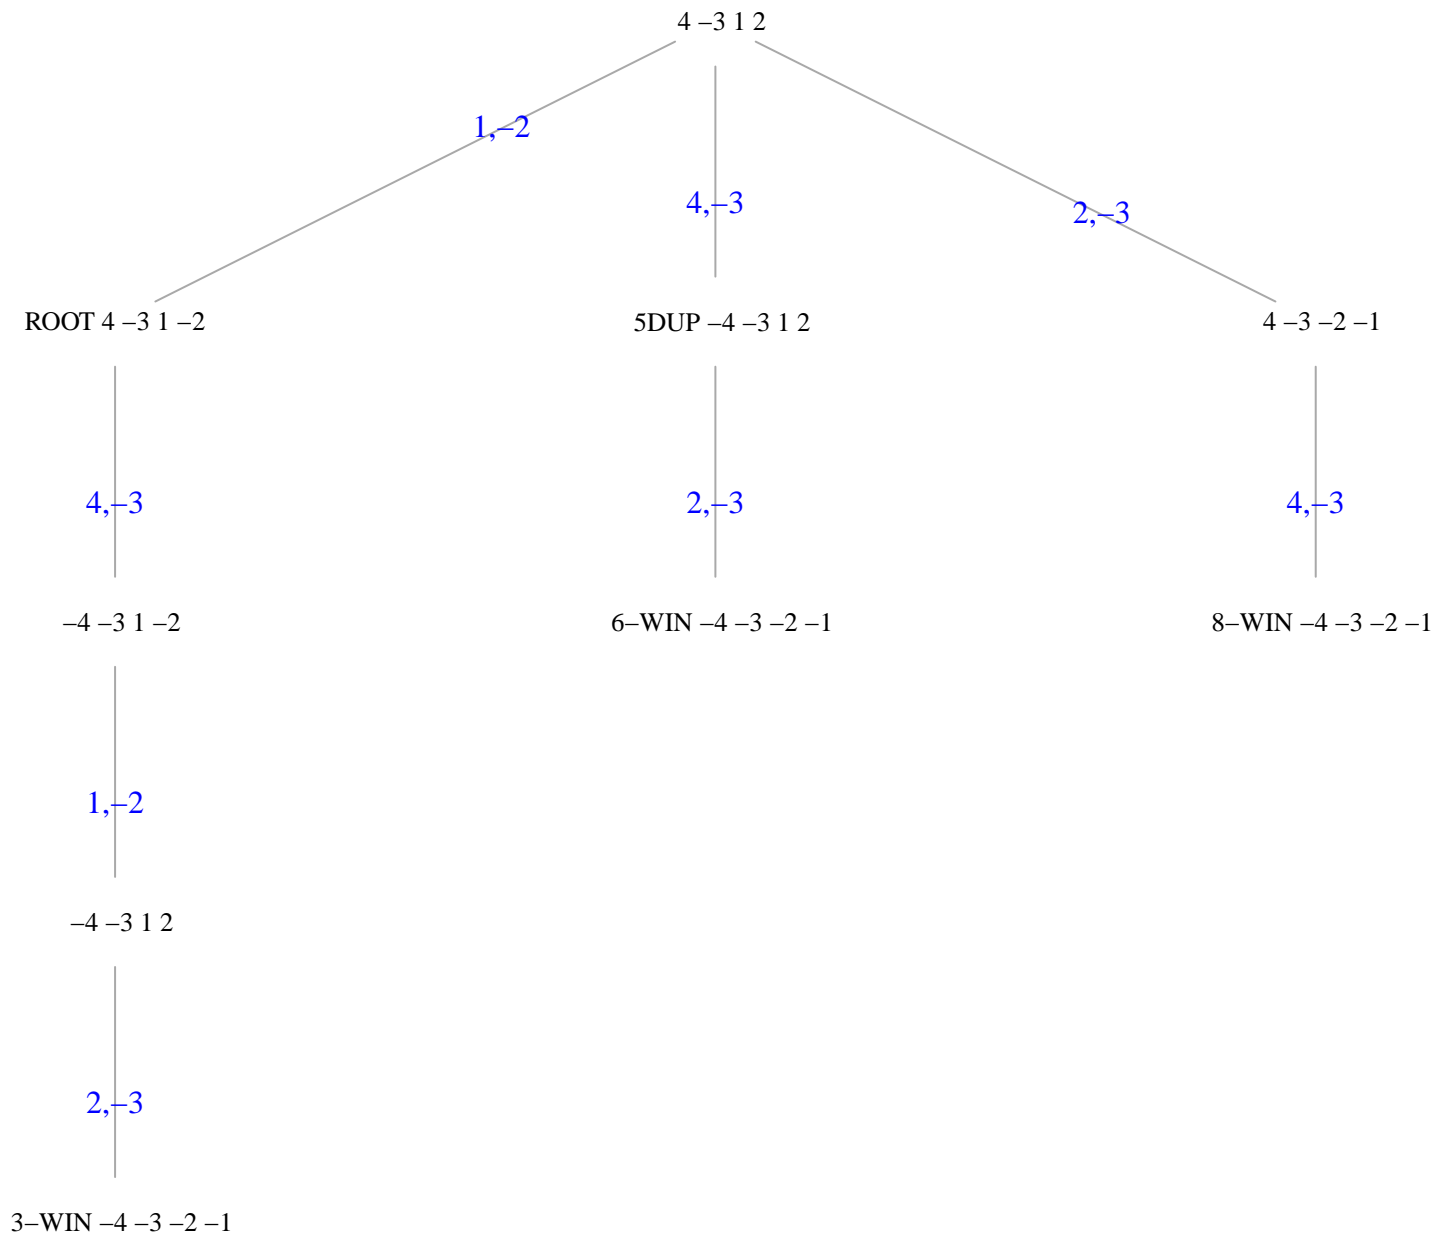 4 –3 1 2
1,–2
4,–3
2,–3
ROOT 4 –3 1 –2
5DUP –4 –3 1 2
4 –3 –2 –1
4,–3
2,–3
4,–3
–4 –3 1 –2
6–WIN –4 –3 –2 –1
8–WIN –4 –3 –2 –1
1,–2
–4 –3 1 2
2,–3
3–WIN –4 –3 –2 –1